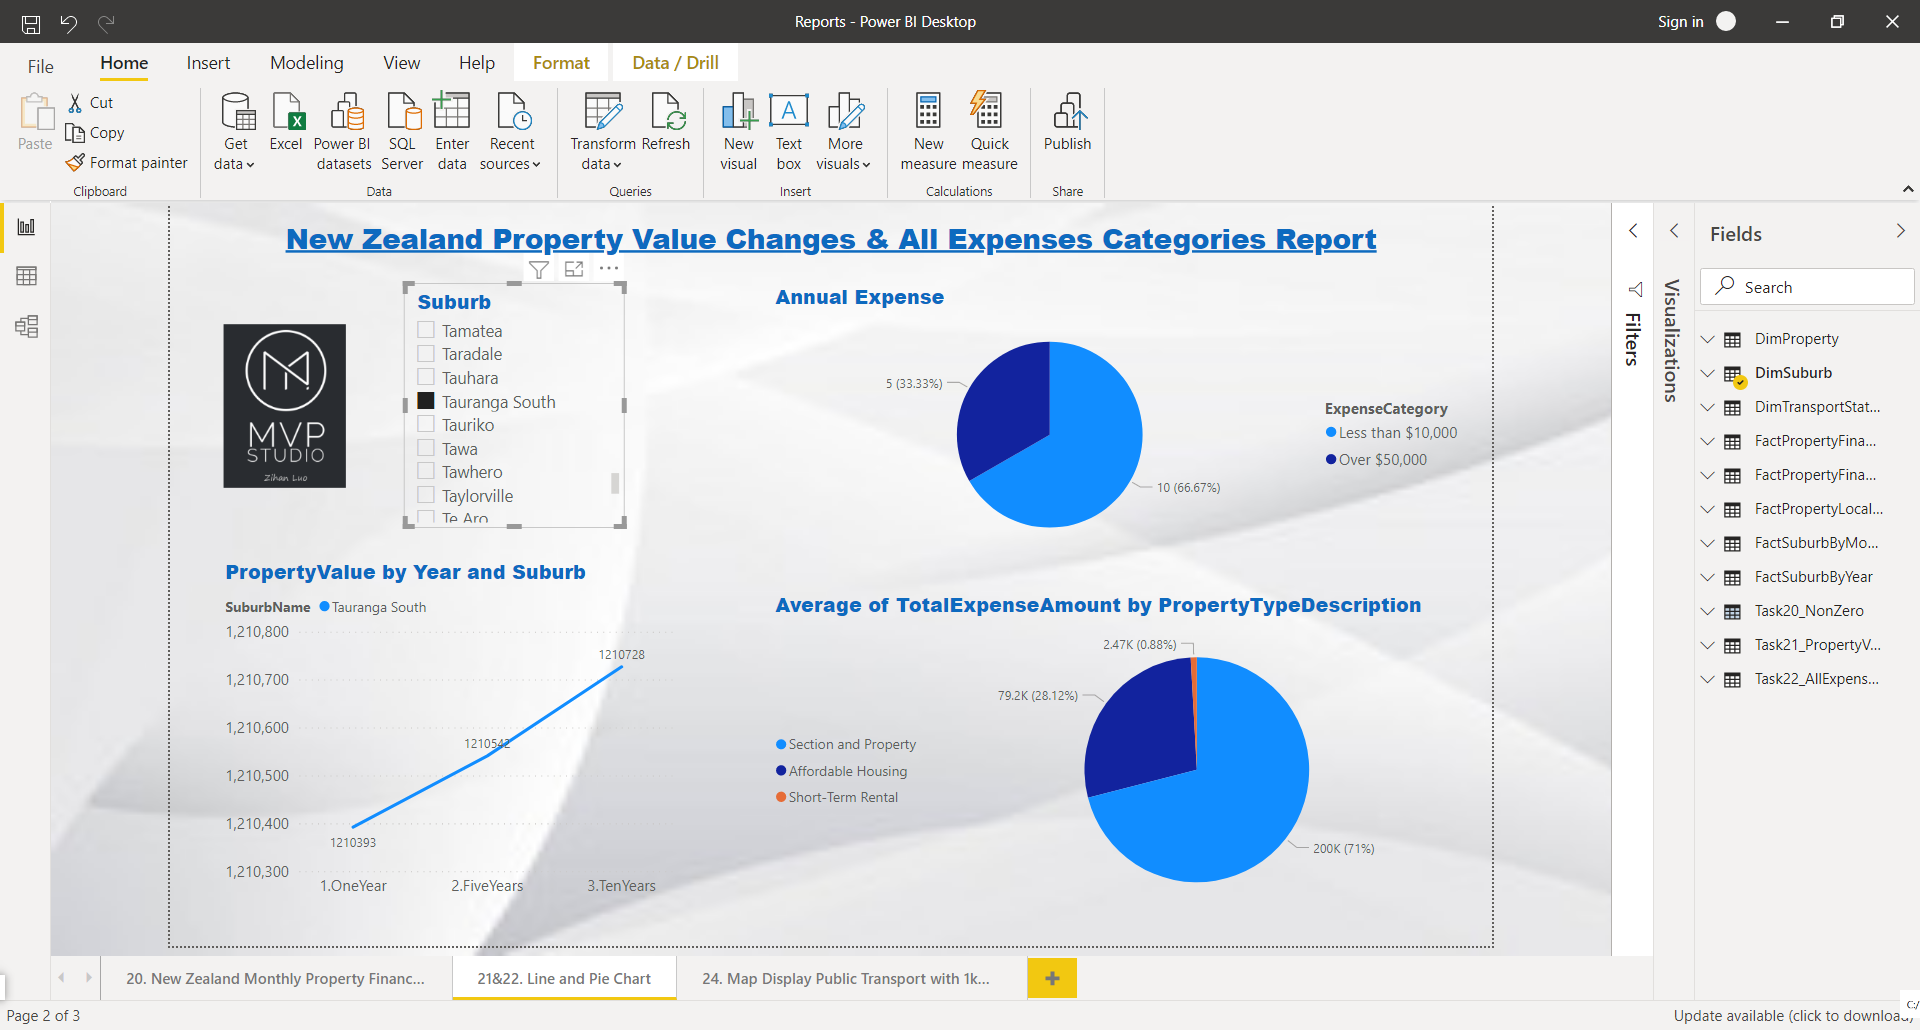 Reports - Power BI Desktop
Sign in
File
Home
Insert
Modeling
View
Help
Format
Data / Drill
Paste
Cut
Copy
Format painter
Clipboard
Get data
Excel
Power BI datasets
SQL Server
Enter data
Recent sources
Data
Transform data
Refresh
Queries
New visual
Text box
More visuals
Insert
New measure
Quick measure
Calculations
Publish
Share
New Zealand Property Value Changes & All Expenses Categories Report
MVP
STUDIO
Zihan Luo
Suburb
Tamatea
Taradale
Tauhara
Tauranga South
Tauriko
Tawa
Tawhero
Taylorville
Te Aro
Annual Expense
5 (33.33%)
10 (66.67%)
ExpenseCategory
Less than $10,000
Over $50,000
PropertyValue by Year and Suburb
SuburbName Tauranga South
1,210,800
1,210,700
1,210,600
1,210,500
1,210,400
1,210,300
1210728
1210542
1210393
1.OneYear
2.FiveYears
3.TenYears
Average of TotalExpenseAmount by PropertyTypeDescription
2.47K (0.88%)
79.2K (28.12%)
200K (71%)
Section and Property
Affordable Housing
Short-Term Rental
Filters
Visualizations
Fields
Search
DimProperty
DimSuburb
DimTransportStat...
FactPropertyFina...
FactPropertyFina...
FactPropertyLocal...
FactSuburbByMo...
FactSuburbByYear
Task20_NonZero
Task21_PropertyV...
Task22_AllExpens...
20. New Zealand Monthly Property Financ...
21&22. Line and Pie Chart
24. Map Display Public Transport with 1k...
Page 2 of 3
Update available (click to download)
C:/